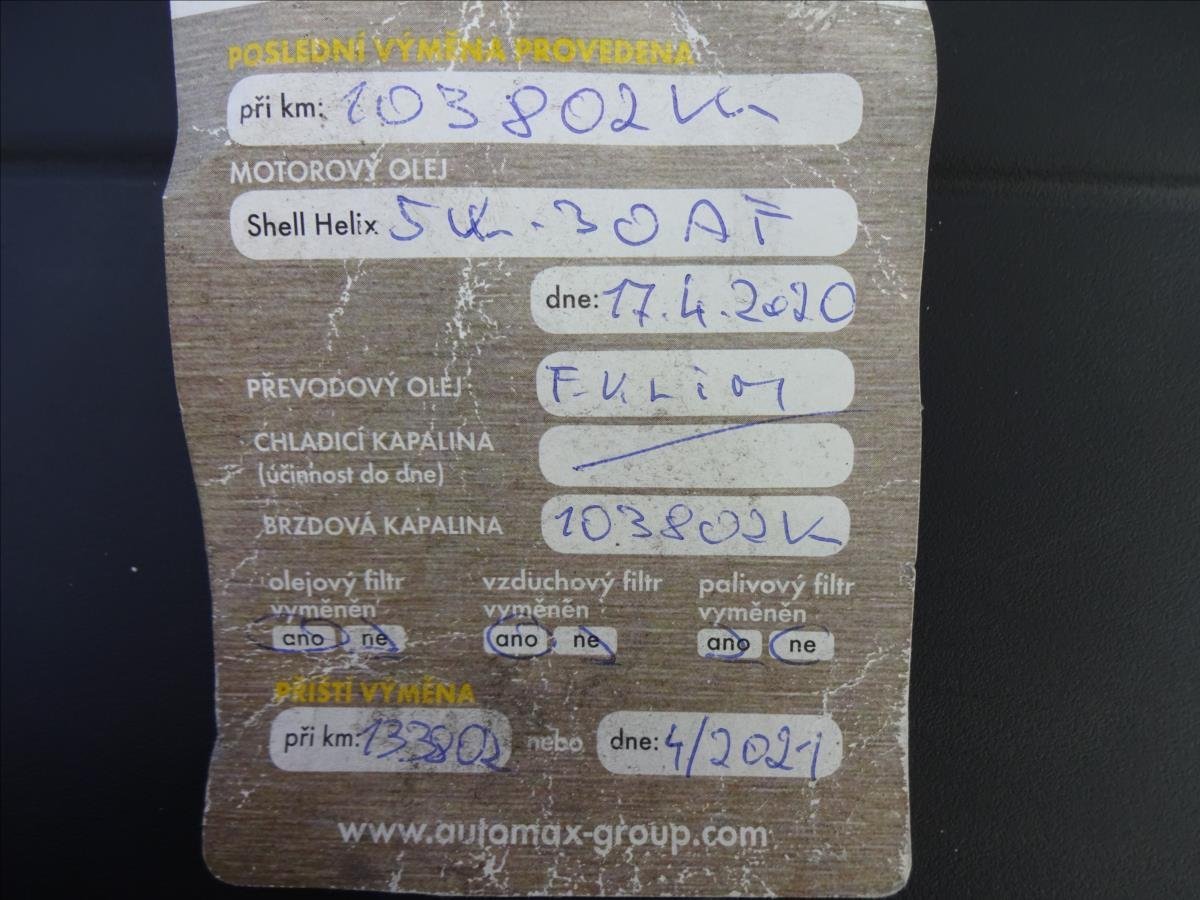 POSLEDNÍ VÝMĚNA PROVEDENA
při km: 103802 Km
MOTOROVÝ OLEJ
Shell Helix 5W-30 AF
dne: 17.4.2020
PŘEVODOVÝ OLEJ
CHLADICÍ KAPALINA
(účinnost do dne)
BRZDOVÁ KAPALINA 103802K
olejový filtr vzduchový filtr palivový filtr
vyměněn vyměněn vyměněn
ano ne ano ne ano ne
PŘÍŠTÍ VÝMĚNA
při km: 133802 nebo dne: 4/2021
www.automax-group.com